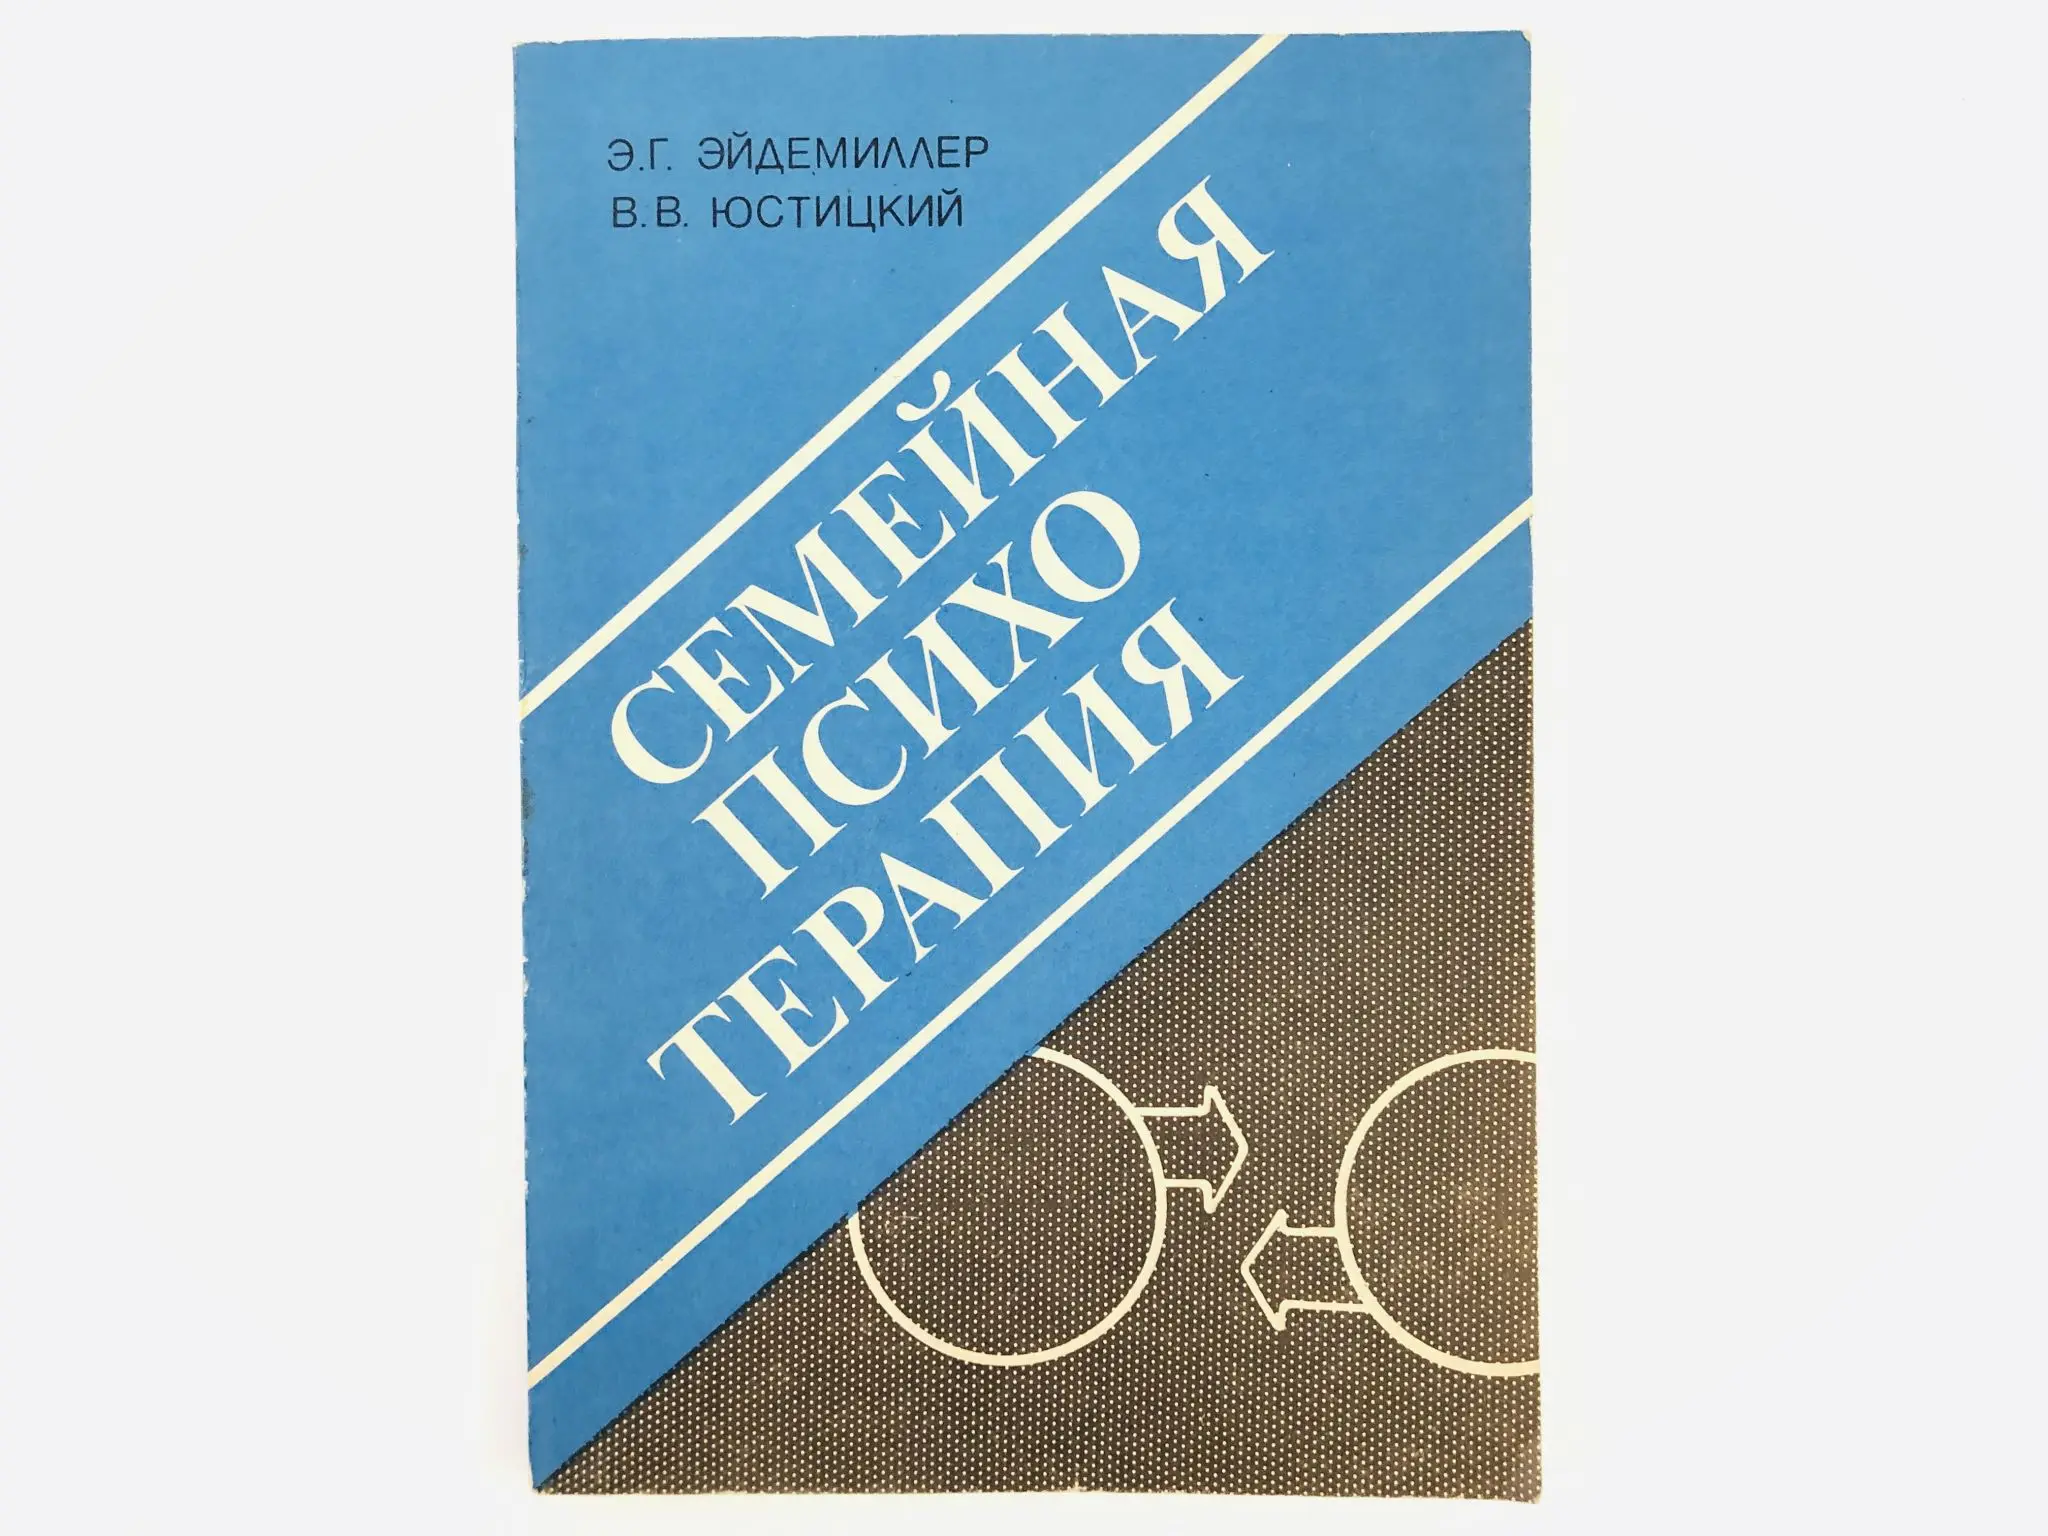 Э.Г. ЭЙДЕМИЛЛЕР
В.В. ЮСТИЦКИЙ
СЕМЕЙНАЯ
ПСИХО
ТЕРАПИЯ